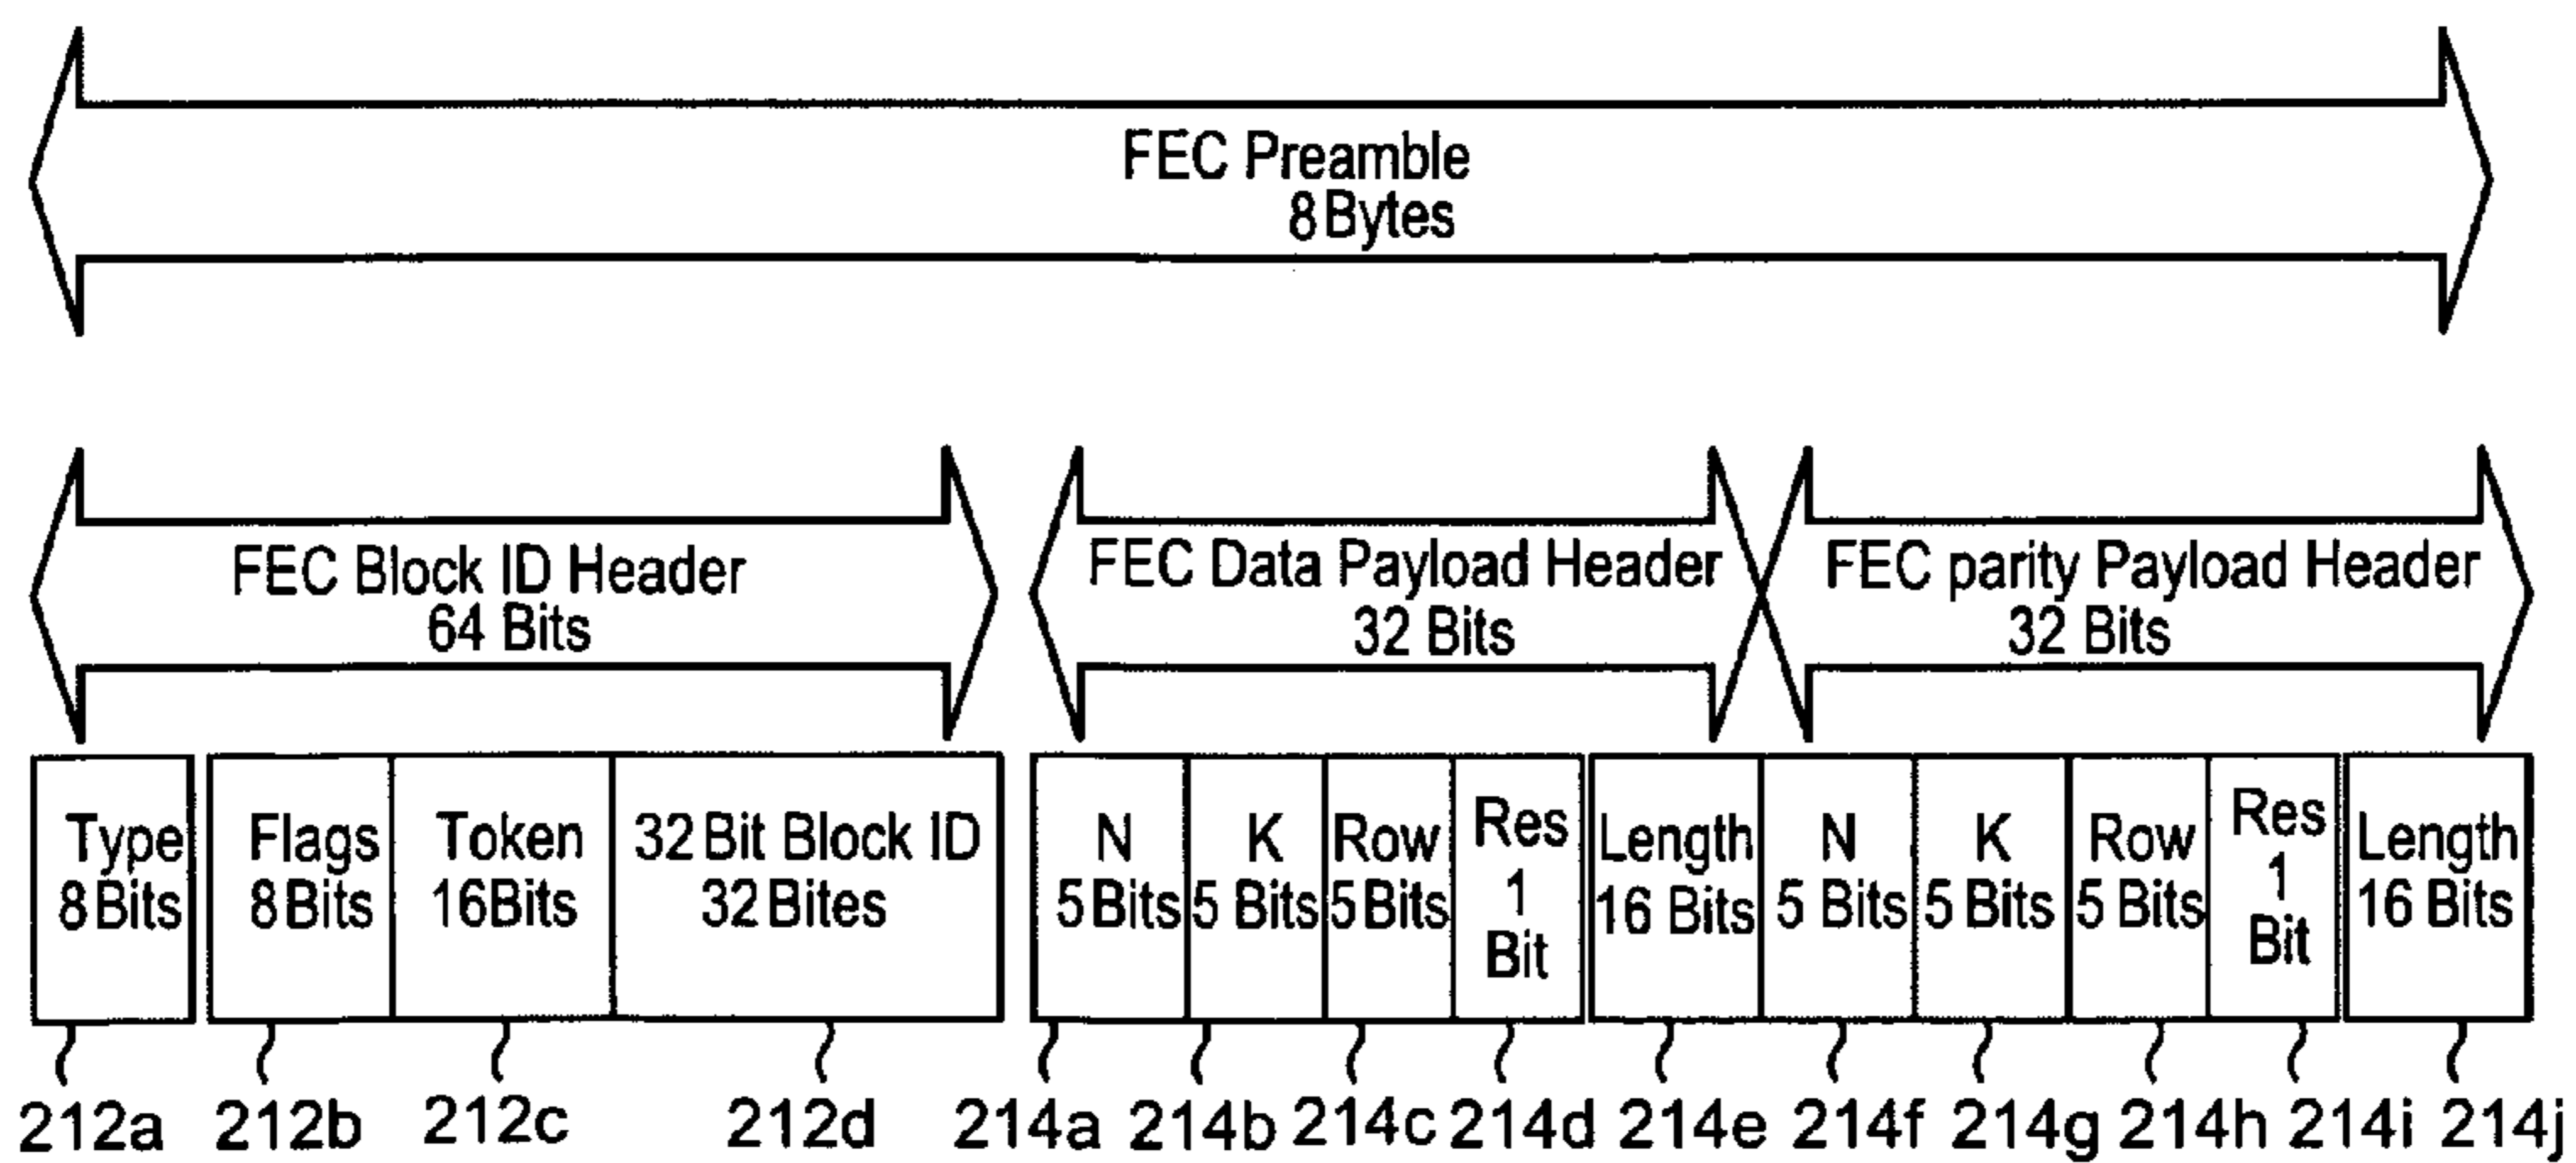 FEC Preamble
8 Bytes
FEC Block ID Header
64 Bits
FEC Data Payload Header
32 Bits
FEC parity Payload Header
32 Bits
Type
8 Bits
Flags
8 Bits
Token
16 Bits
32 Bit Block ID
32 Bites
N
5 Bits
K
5 Bits
Row
5 Bits
Res
1
Bit
Length
16 Bits
N
5 Bits
K
5 Bits
Row
5 Bits
Res
1
Bit
Length
16 Bits
212a 212b 212c 212d 214a 214b 214c 214d 214e 214f 214g 214h 214i 214j